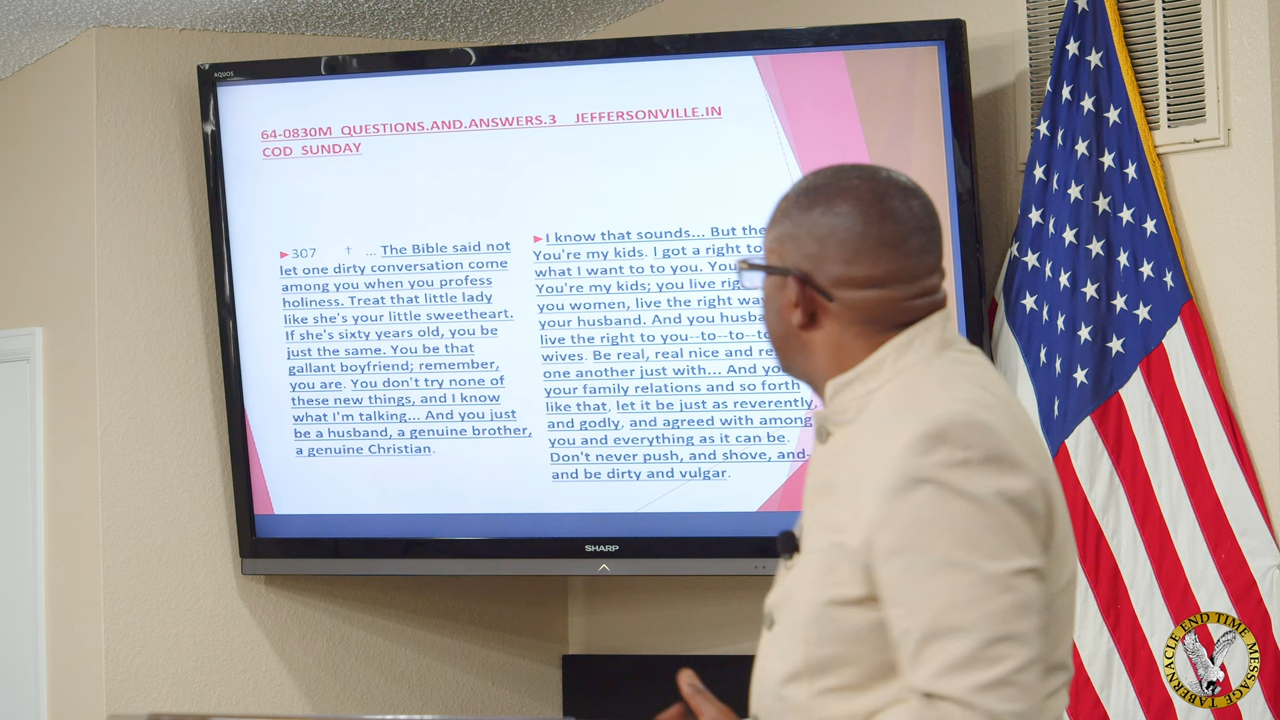 AQUOS
64-0830M QUESTIONS.AND.ANSWERS.3 JEFFERSONVILLE.IN
COD SUNDAY
►307 † ... The Bible said not
let one dirty conversation come
among you when you profess
holiness. Treat that little lady
like she's your little sweetheart.
If she's sixty years old, you be
just the same. You be that
gallant boyfriend; remember,
you are. You don't try none of
these new things, and I know
what I'm talking... And you just
be a husband, a genuine brother,
a genuine Christian.
►I know that sounds... But the
You're my kids. I got a right to
what I want to to you. You
You're my kids; you live
you women, live the right
your husband. And you
live the right to you--to--to--
wives. Be real, real nice and
one another just with... And
your family relations and so forth
like that, let it be just as reverently,
and godly, and agreed with among
you and everything as it can be.
Don't never push, and shove, and-
and be dirty and vulgar.
SHARP
END TIME MESSAGE TABERNACLE